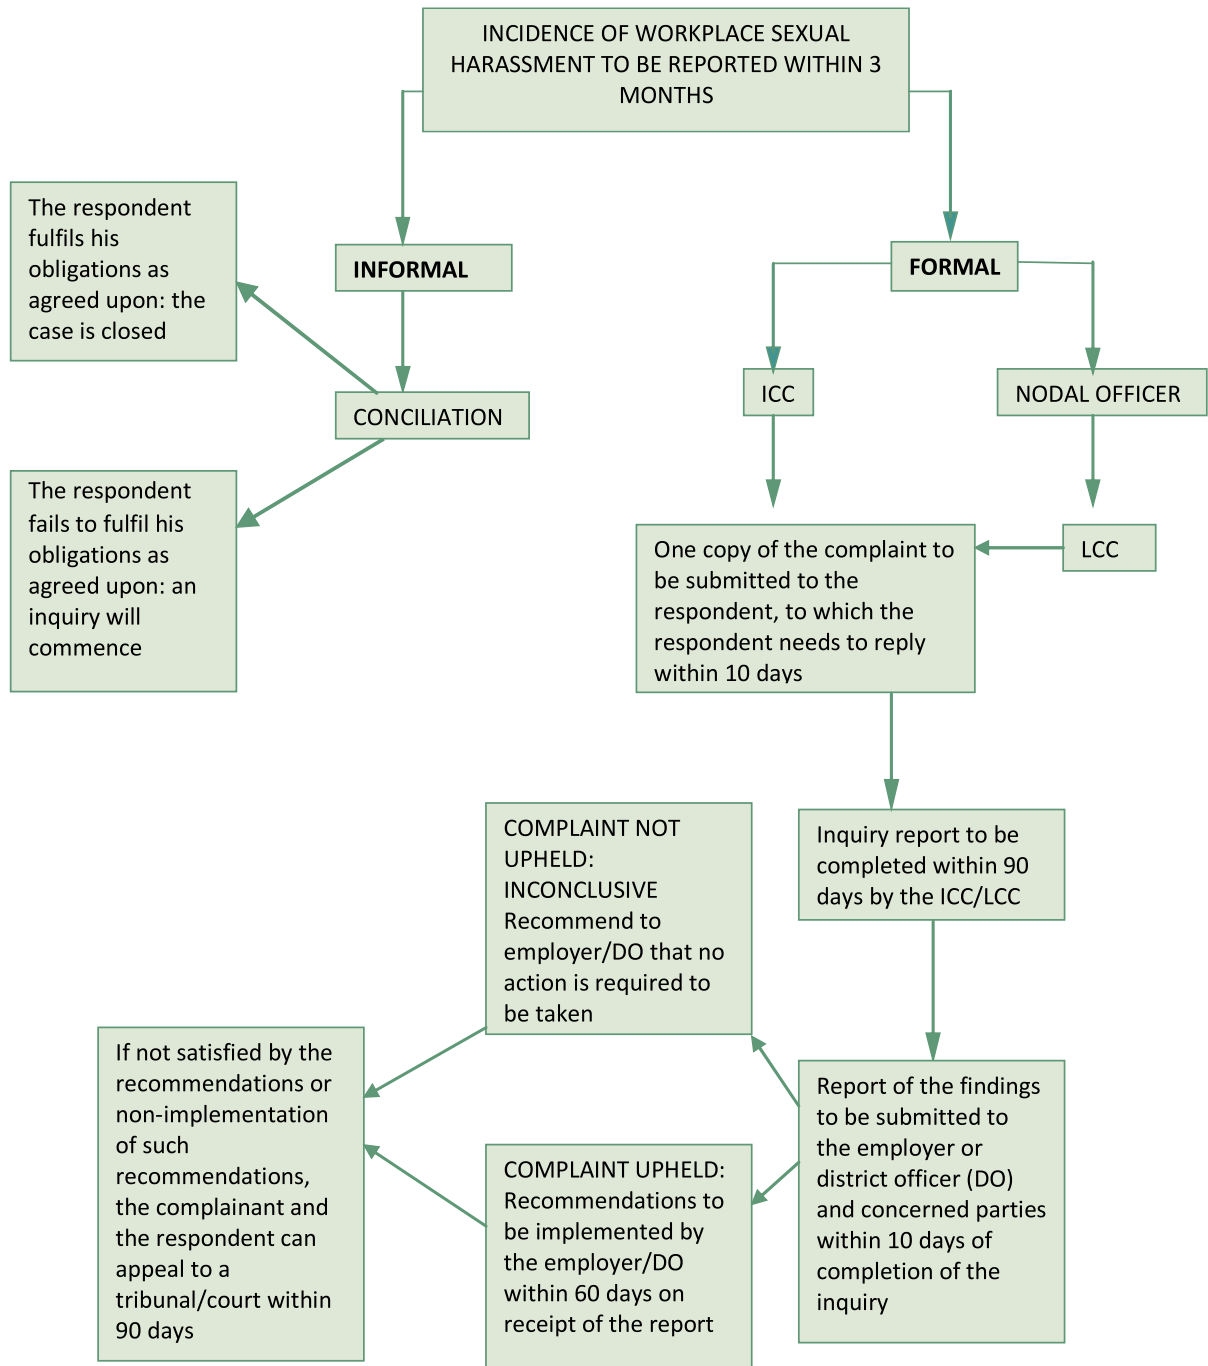 INCIDENCE OF WORKPLACE SEXUAL
HARASSMENT TO BE REPORTED WITHIN 3
MONTHS
The respondent
fulfils his
obligations as
agreed upon: the
case is closed
INFORMAL
FORMAL
CONCILIATION
ICC
NODAL OFFICER
The respondent
fails to fulfil his
obligations as
agreed upon: an
inquiry will
commence
One copy of the complaint to
be submitted to the
respondent, to which the
respondent needs to reply
within 10 days
LCC
Inquiry report to be
completed within 90
days by the ICC/LCC
COMPLAINT NOT
UPHELD:
INCONCLUSIVE
Recommend to
employer/DO that no
action is required to
be taken
Report of the findings
to be submitted to
the employer or
district officer (DO)
and concerned parties
within 10 days of
completion of the
inquiry
COMPLAINT UPHELD:
Recommendations to
be implemented by
the employer/DO
within 60 days on
receipt of the report
If not satisfied by the
recommendations or
non-implementation
of such
recommendations,
the complainant and
the respondent can
appeal to a
tribunal/court within
90 days